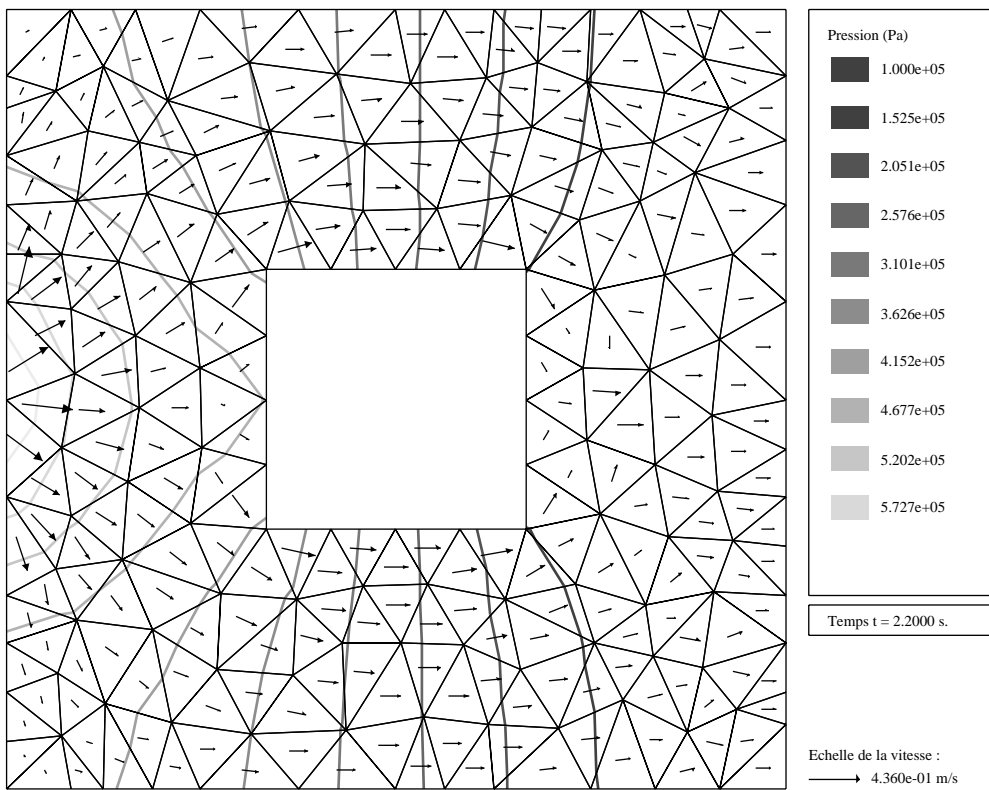 Pression (Pa)
1.000e+05
1.525e+05
2.051e+05
2.576e+05
3.101e+05
3.626e+05
4.152e+05
4.677e+05
5.202e+05
5.727e+05
Temps t = 2.2000 s.
Echelle de la vitesse :
4.360e-01 m/s